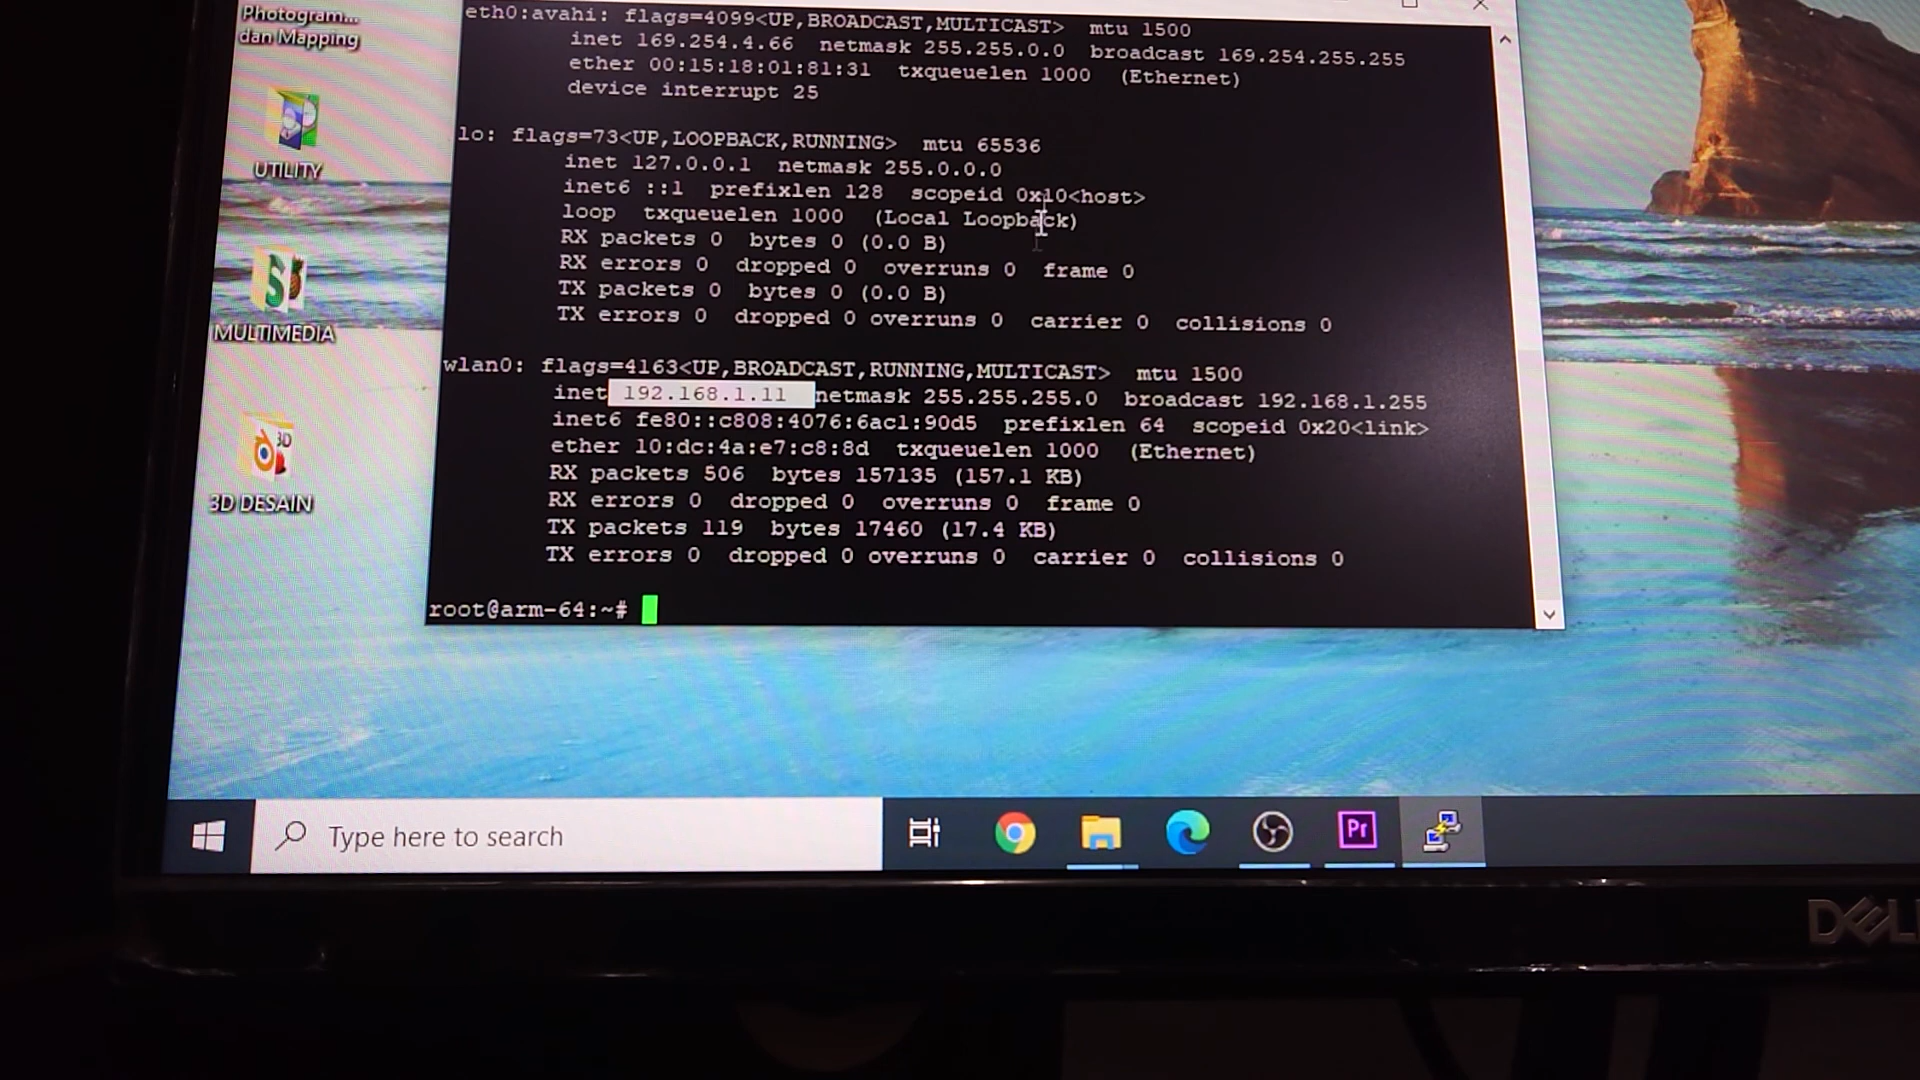 Photogram...
dan Mapping
UTILITY
MULTIMEDIA
3D
3D DESAIN
eth0:avahi: flags=4099<UP,BROADCAST,MULTICAST>  mtu 1500
inet 169.254.4.66  netmask 255.255.0.0  broadcast 169.254.255.255
ether 00:15:18:01:81:31  txqueuelen 1000  (Ethernet)
device interrupt 25
lo: flags=73<UP,LOOPBACK,RUNNING>  mtu 65536
inet 127.0.0.1  netmask 255.0.0.0
inet6 ::1  prefixlen 128  scopeid 0x10<host>
loop  txqueuelen 1000  (Local Loopback)
RX packets 0  bytes 0 (0.0 B)
RX errors 0  dropped 0  overruns 0  frame 0
TX packets 0  bytes 0 (0.0 B)
TX errors 0  dropped 0 overruns 0  carrier 0  collisions 0
wlan0: flags=4163<UP,BROADCAST,RUNNING,MULTICAST>  mtu 1500
inet 192.168.1.11  netmask 255.255.255.0  broadcast 192.168.1.255
inet6 fe80::c808:4076:6ac1:90d5  prefixlen 64  scopeid 0x20<link>
ether 10:dc:4a:e7:c8:8d  txqueuelen 1000  (Ethernet)
RX packets 506  bytes 157135 (157.1 KB)
RX errors 0  dropped 0  overruns 0  frame 0
TX packets 119  bytes 17460 (17.4 KB)
TX errors 0  dropped 0 overruns 0  carrier 0  collisions 0
root@arm-64:~#
Type here to search
Pr
DELL